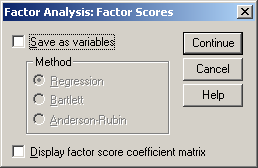 Factor Analysis: Factor Scores
Save as variables
Continue
Method
Cancel
Regression
Help
Bartlett
Anderson-Rubin
Display factor score coefficient matrix